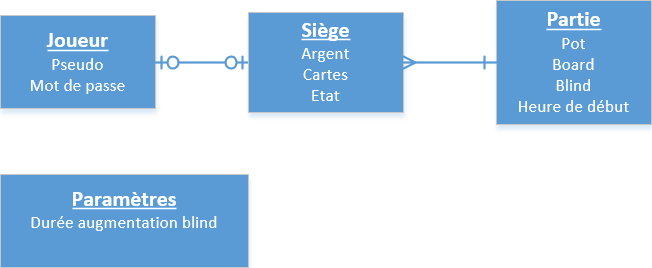 Joueur
Pseudo
Mot de passe
Siège
Argent
Cartes
Etat
Partie
Pot
Board
Blind
Heure de début
Paramètres
Durée augmentation blind